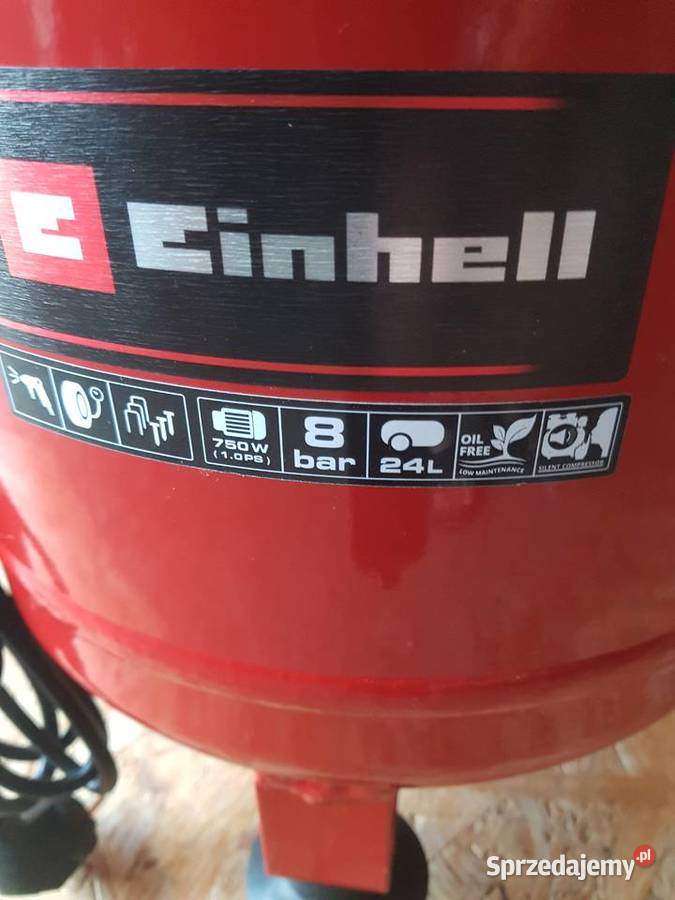 Einhell
750W
(1.0PS)
8
bar
24L
OIL
FREE
LOW MAINTENANCE
SILENT COMPRESSOR
Sprzedajemy.pl